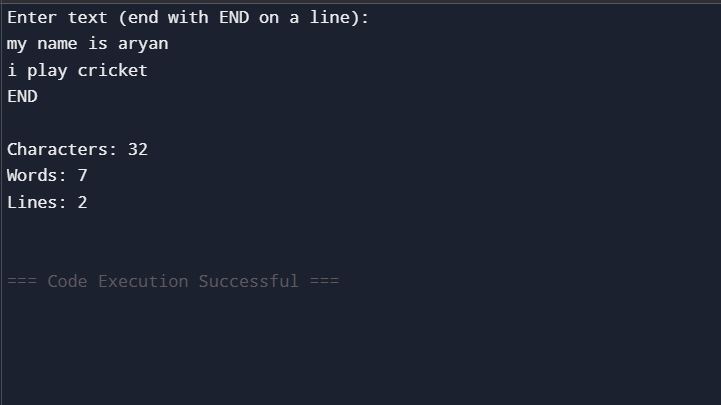 Enter text (end with END on a line):
my name is aryan
i play cricket
END
Characters: 32
Words: 7
Lines: 2
=== Code Execution Successful ===